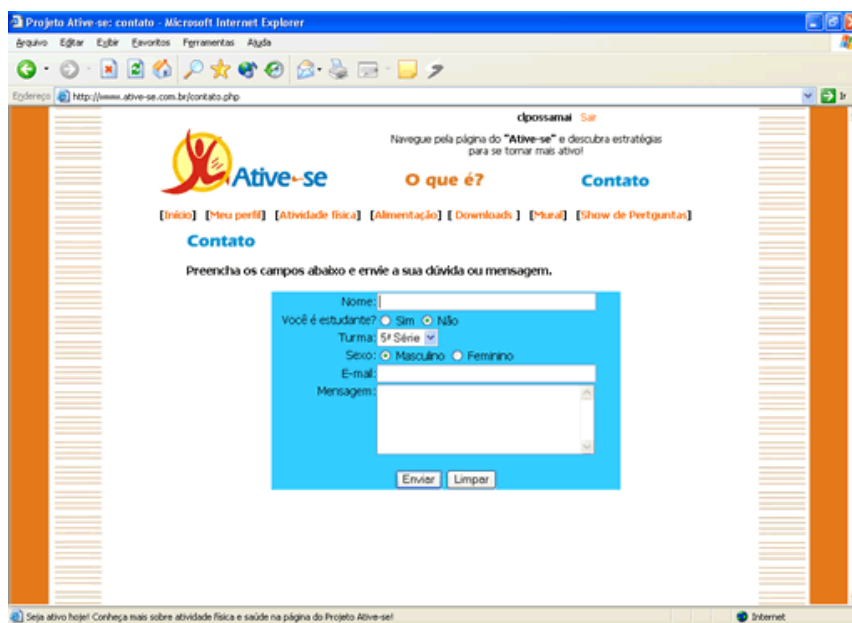 Projeto Ative-se: contato - Microsoft Internet Explorer
Arquivo Editar Exibir Favoritos Ferramentas Ajuda
Endereço http://www.ative-se.com.br/contato.php Ir
clpossamai Sair
Navegue pela página do "Ative-se" e descubra estratégias
para se tornar mais ativo!
Ative-se O que é? Contato
[Início] [Meu perfil] [Atividade física] [Alimentação] [ Downloads ] [Mural] [Show de Pertguntas]
Contato
Preencha os campos abaixo e envie a sua dúvida ou mensagem.
Nome:
Você é estudante? Sim Não
Turma: 5ª Série
Sexo: Masculino Feminino
E-mail:
Mensagem:
Enviar Limpar
Seja ativo hoje! Conheça mais sobre atividade física e saúde na página do Projeto Ative-se! Internet